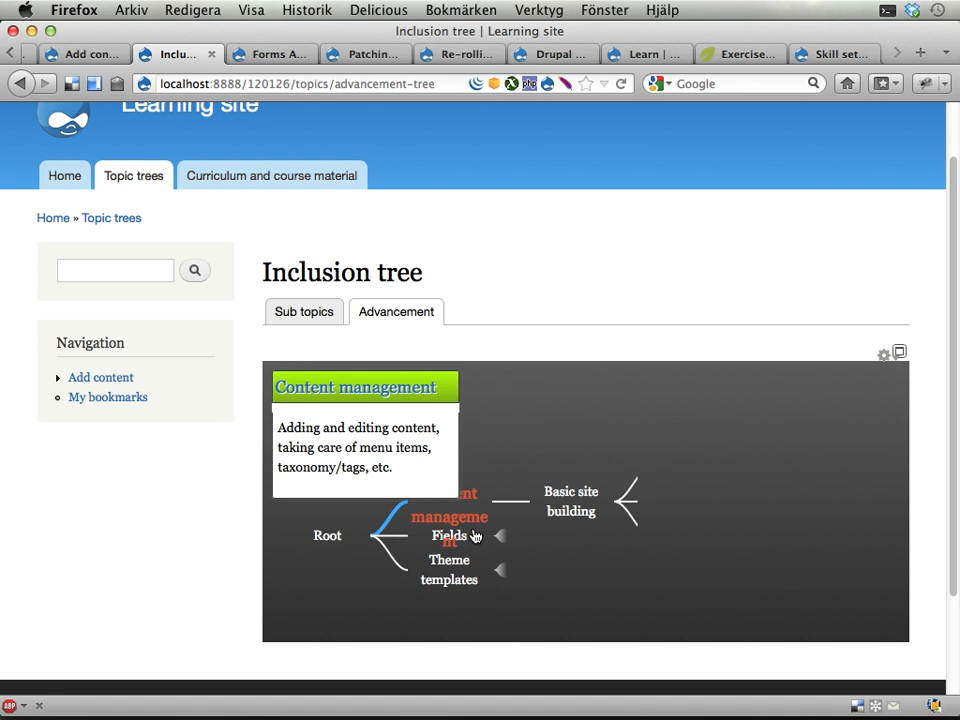 Firefox Arkiv Redigera Visa Historik Delicious Bokmärken Verktyg Fönster Hjälp
Inclusion tree | Learning site
Add con... Inclu... Forms A... Patchin... Re-rolli... Drupal ... Learn | ... Exercise... Skill set...
localhost:8888/120126/topics/advancement-tree
php
Google
Learning site
Home Topic trees Curriculum and course material
Home » Topic trees
Inclusion tree
Sub topics Advancement
Navigation
Add content
My bookmarks
Content management
Adding and editing content,
taking care of menu items,
taxonomy/tags, etc.
Basic site
building
manageme
nt
Root
Fields
Theme
templates
ABP